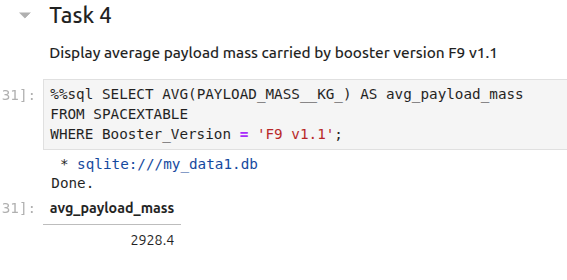 Task 4
Display average payload mass carried by booster version F9 v1.1
31]: %%sql SELECT AVG(PAYLOAD_MASS__KG_) AS avg_payload_mass
FROM SPACEXTABLE
WHERE Booster_Version = 'F9 v1.1';
* sqlite:///my_data1.db
Done.
31]: avg_payload_mass
2928.4